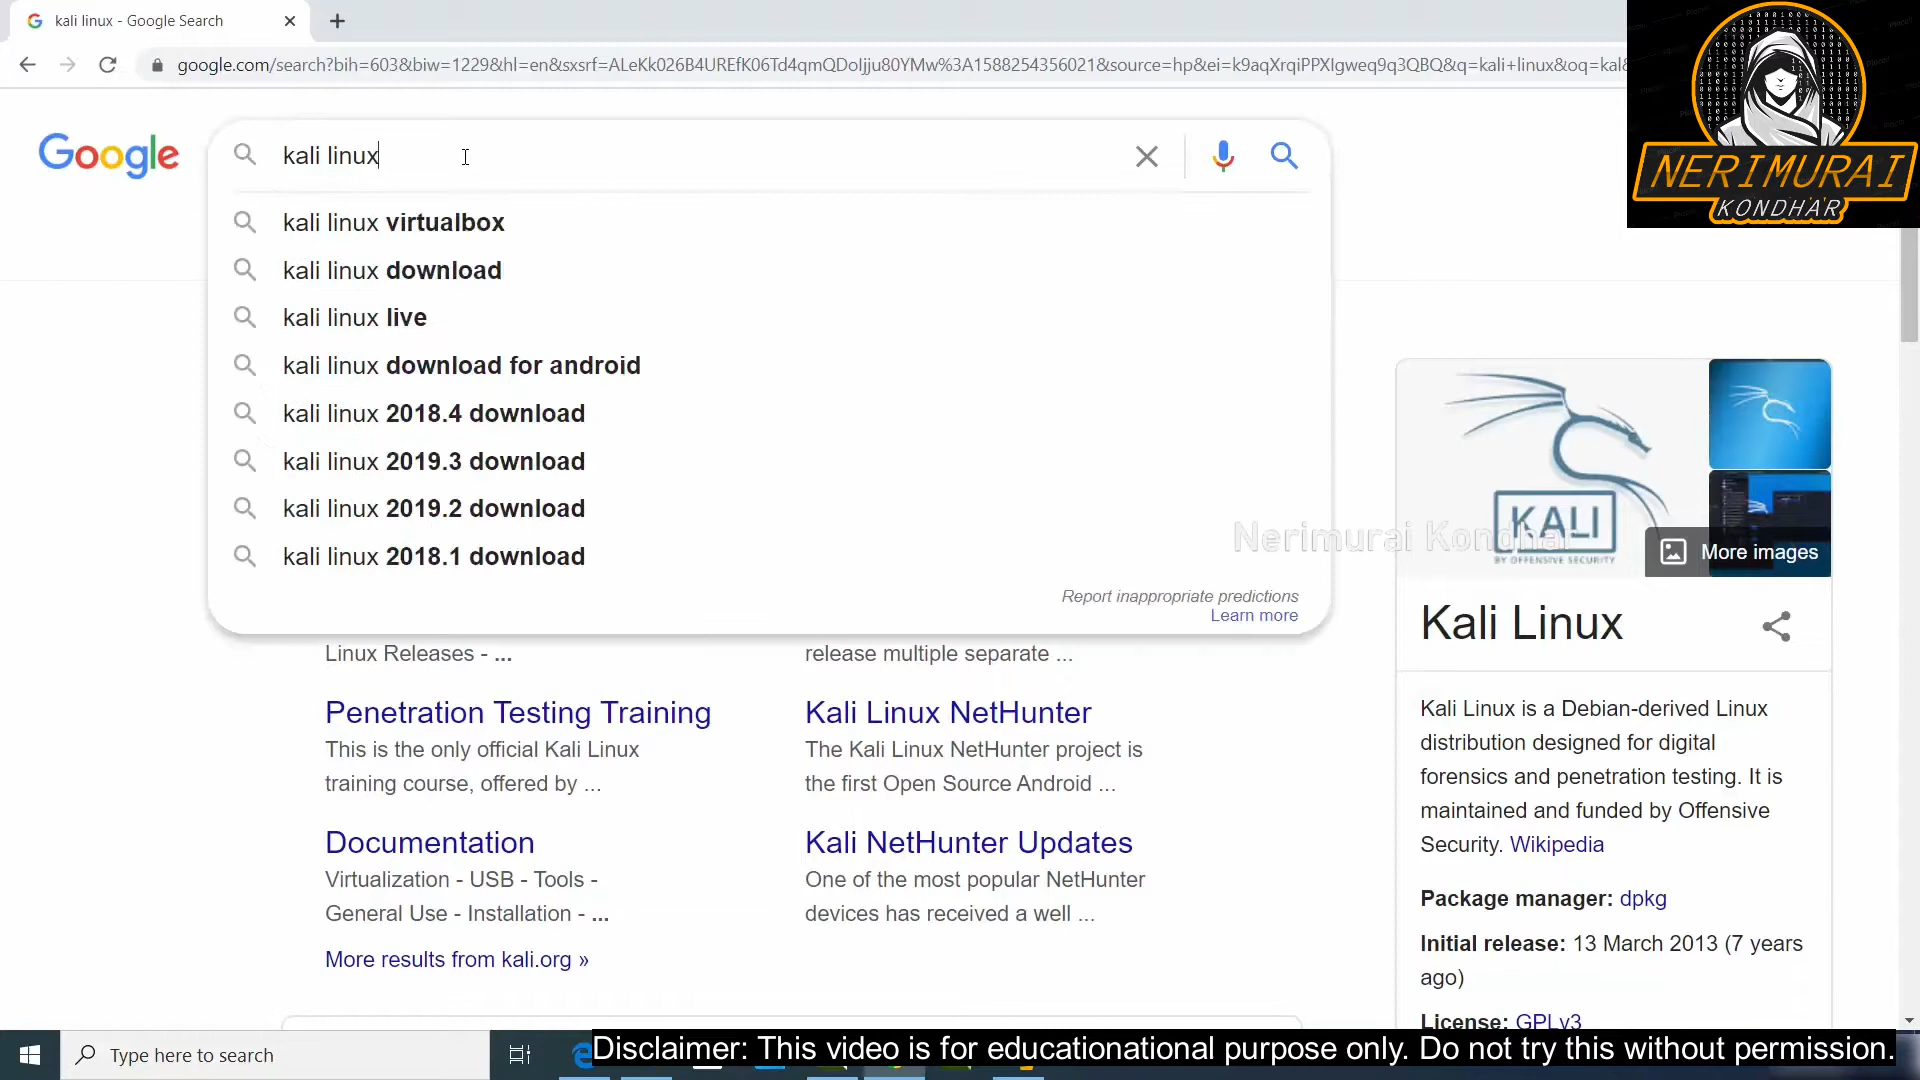 kali linux - Google Search
google.com/search?bih=603&biw=1229&hl=en&sxsrf=ALeKk026B4UREfK06Td4qmQDoIjju80YMw%3A1588254356021&source=hp&ei=k9aqXrqiPPXIgweq9q3QBQ&q=kali+linux&oq=kal
NERIMURAI
KONDHAR
Google
kali linux
kali linux virtualbox
kali linux download
kali linux live
kali linux download for android
kali linux 2018.4 download
kali linux 2019.3 download
kali linux 2019.2 download
kali linux 2018.1 download
Report inappropriate predictions
Learn more
Nerimurai Kondhar
KALI
BY OFFENSIVE SECURITY
More images
Linux Releases - ...
release multiple separate ...
Penetration Testing Training
This is the only official Kali Linux
training course, offered by ...
Kali Linux NetHunter
The Kali Linux NetHunter project is
the first Open Source Android ...
Documentation
Virtualization - USB - Tools -
General Use - Installation - ...
Kali NetHunter Updates
One of the most popular NetHunter
devices has received a well ...
More results from kali.org »
Kali Linux
Kali Linux is a Debian-derived Linux
distribution designed for digital
forensics and penetration testing. It is
maintained and funded by Offensive
Security. Wikipedia
Package manager: dpkg
Initial release: 13 March 2013 (7 years
ago)
License: GPLv3
Type here to search
Disclaimer: This video is for educationational purpose only. Do not try this without permission.